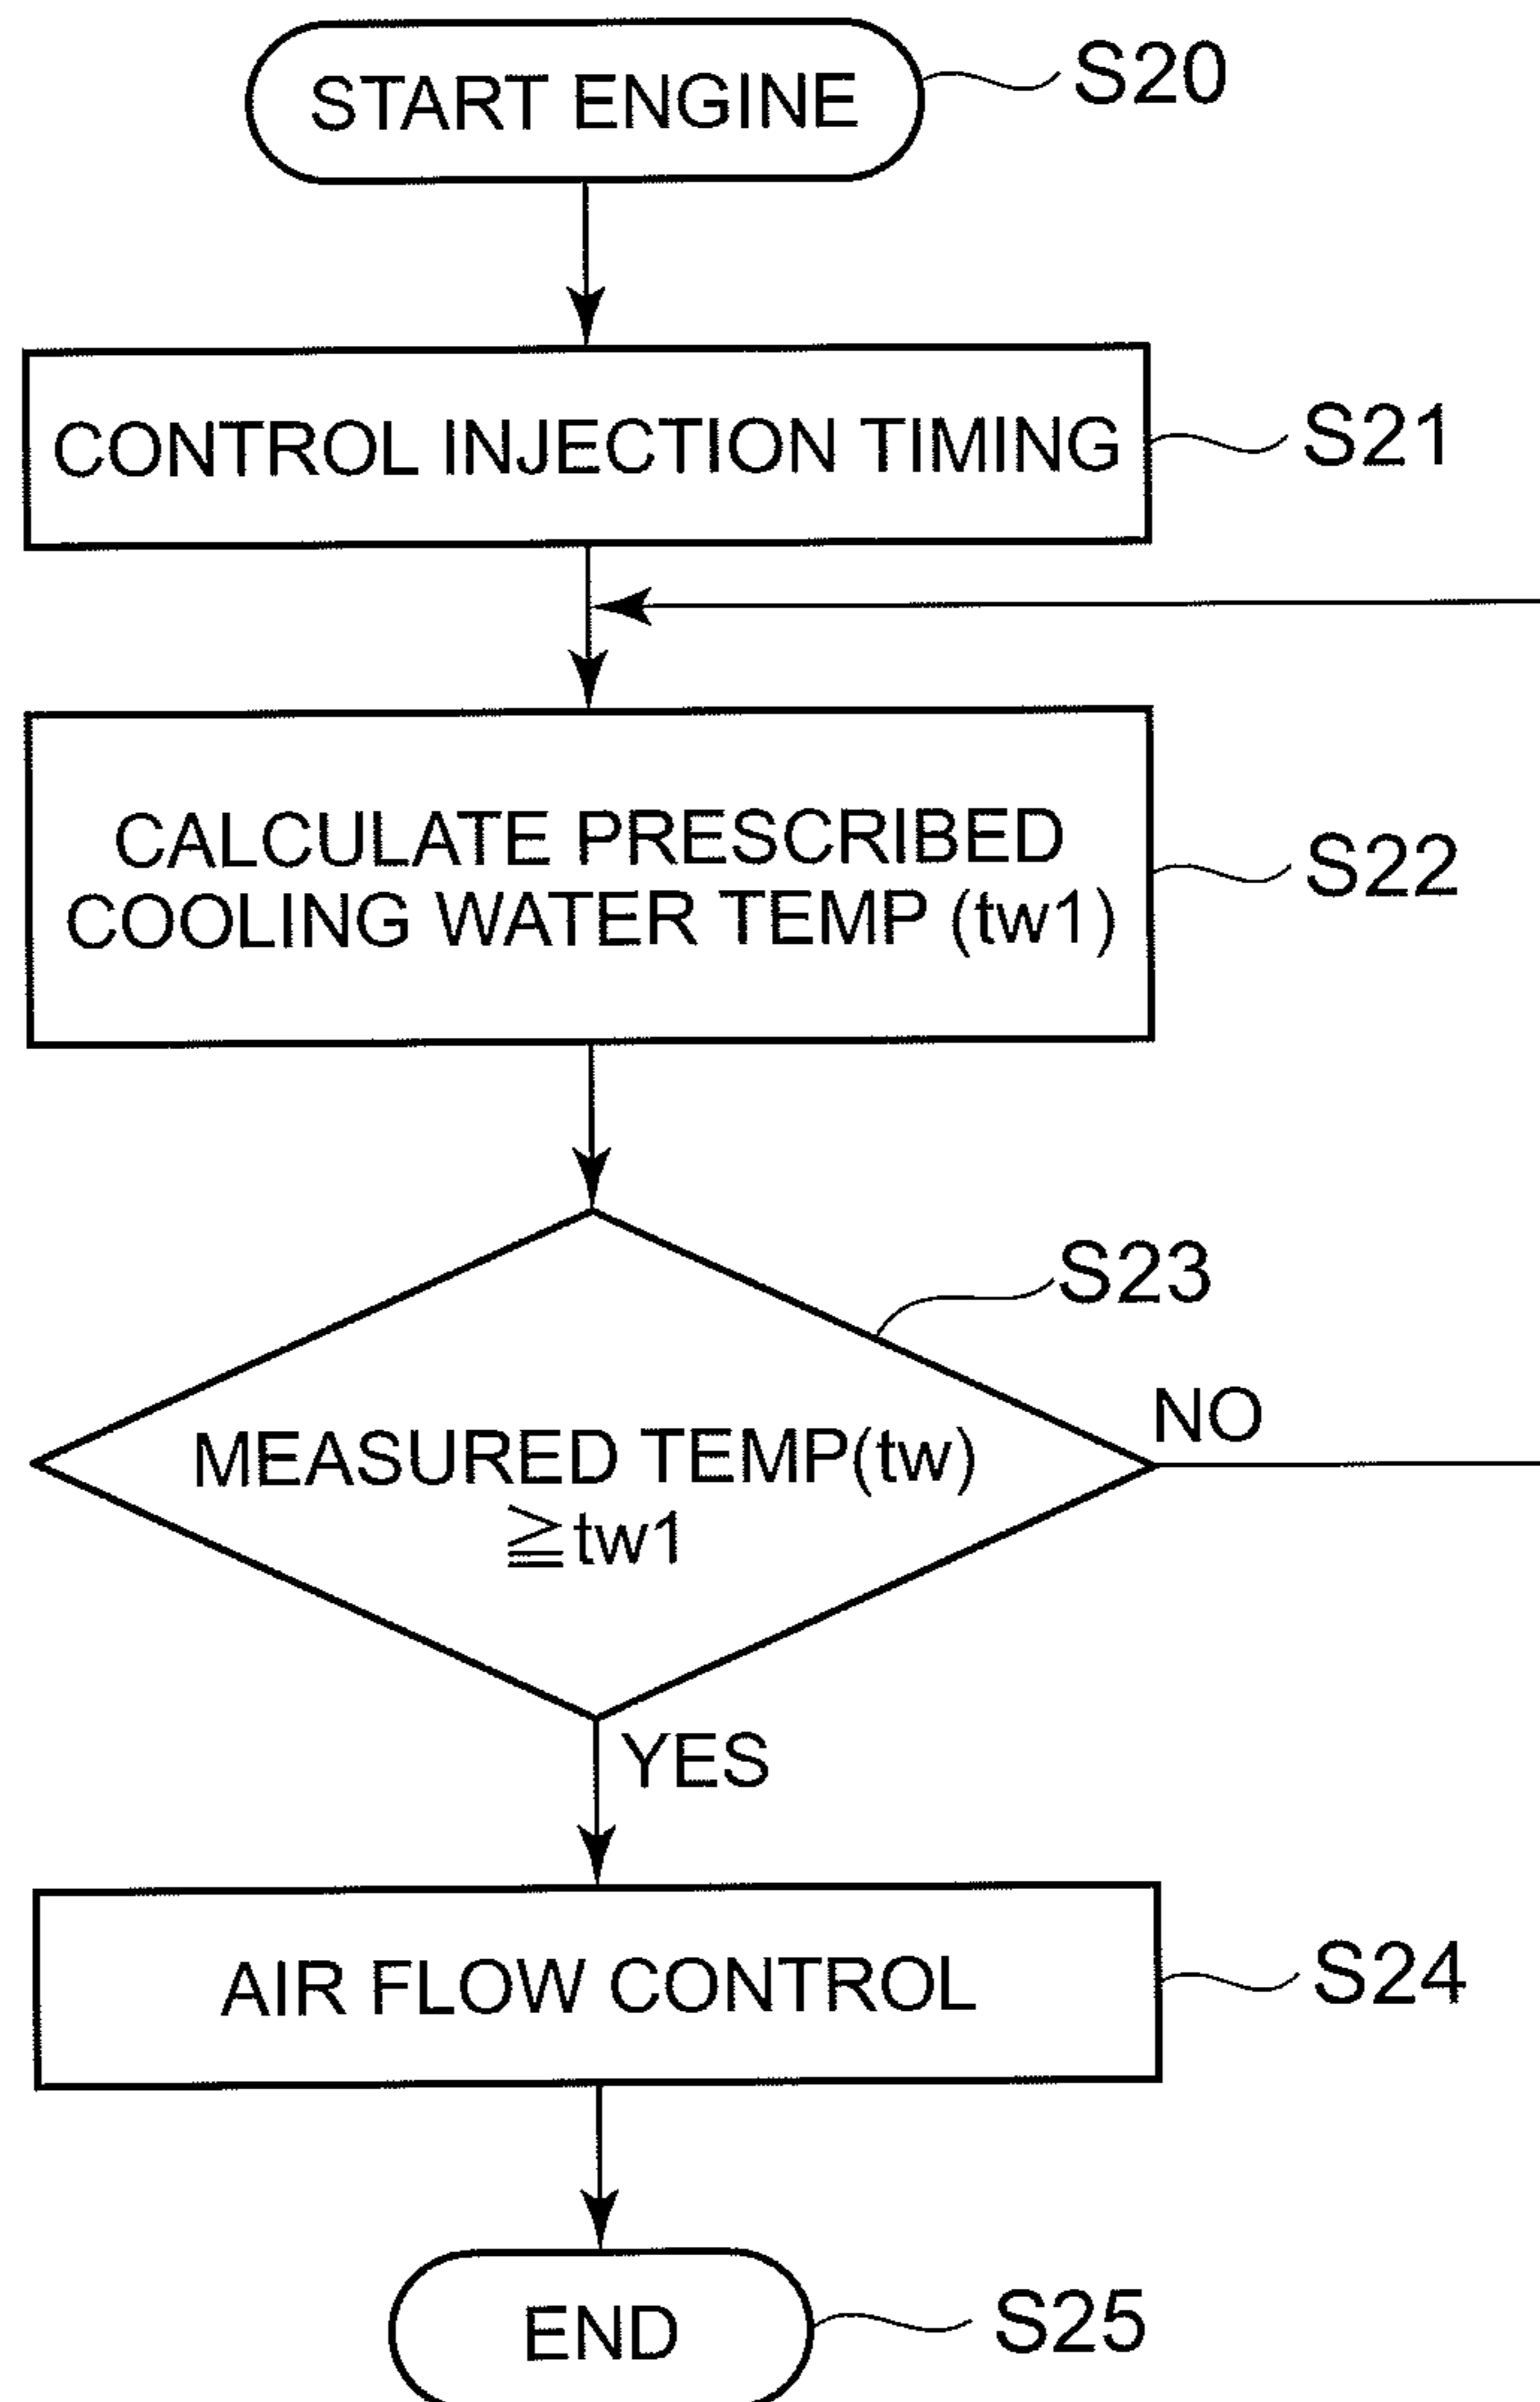 START ENGINE
S20
CONTROL INJECTION TIMING
S21
CALCULATE PRESCRIBED
COOLING WATER TEMP (tw1)
S22
S23
MEASURED TEMP(tw)
≧tw1
NO
YES
AIR FLOW CONTROL
S24
END
S25